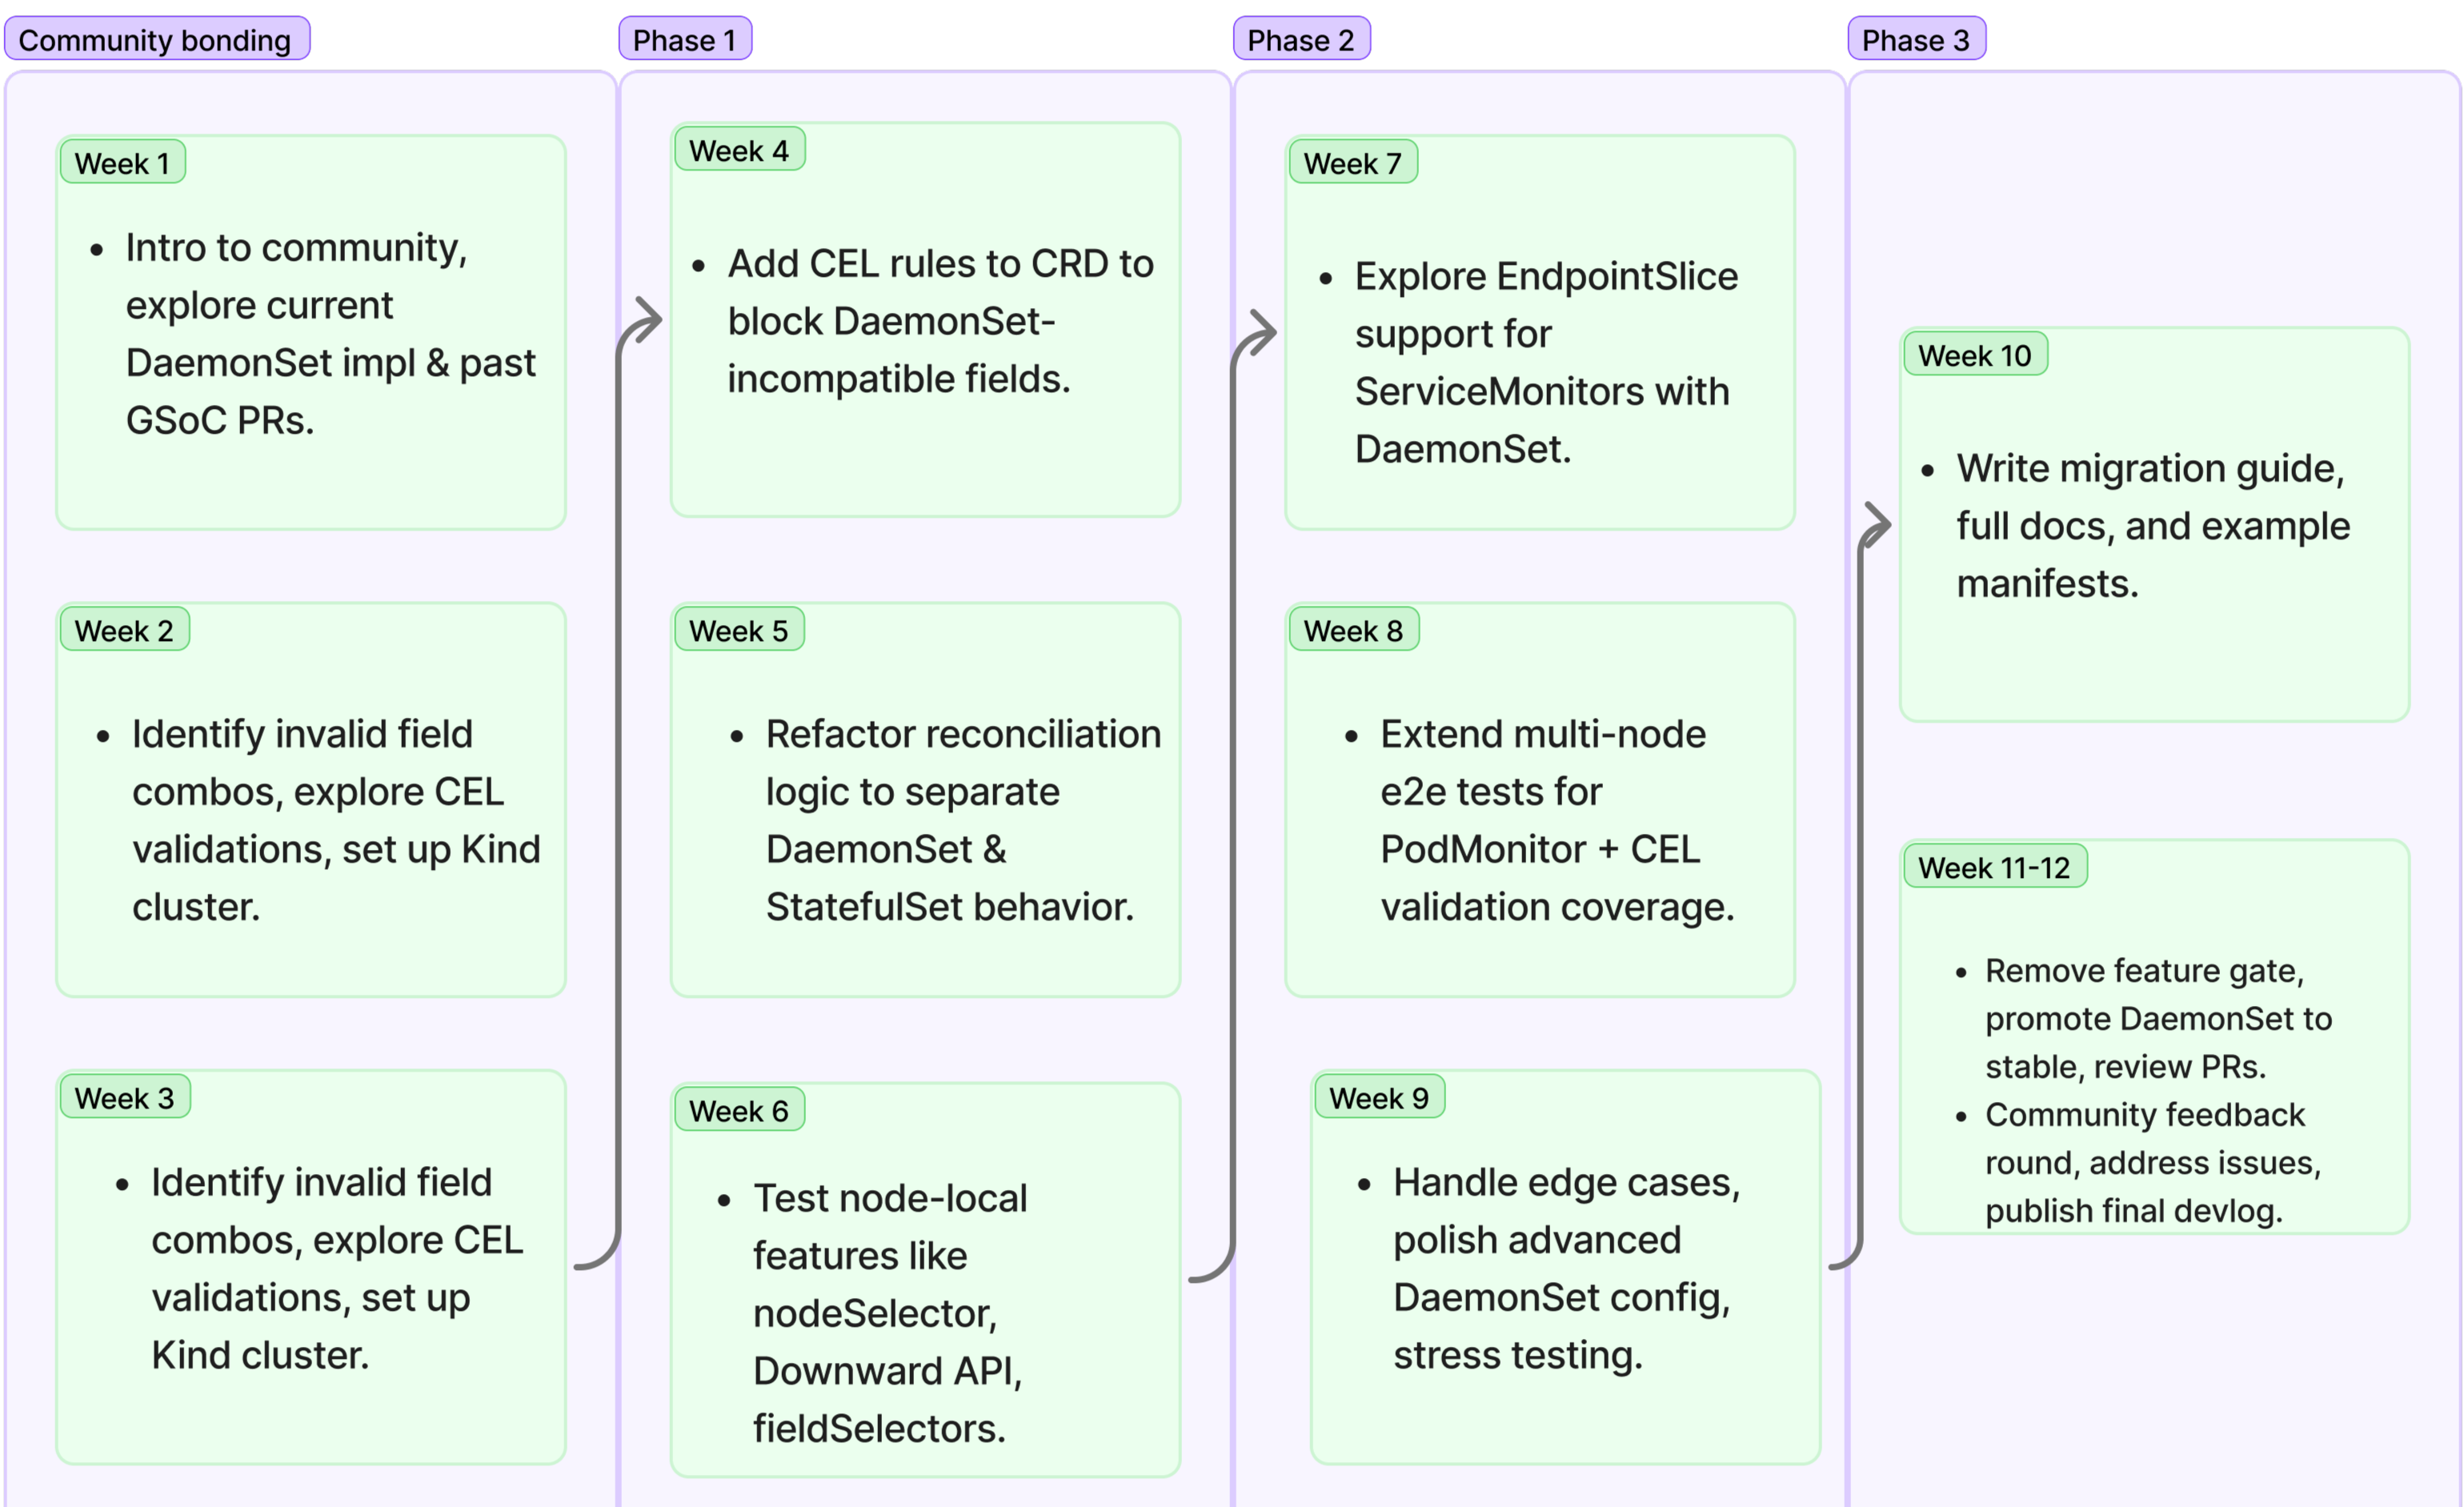 Community bonding
Week 1
• Intro to community,
explore current
DaemonSet impl & past
GSoC PRs.
Week 2
• Identify invalid field
combos, explore CEL
validations, set up Kind
cluster.
Week 3
• Identify invalid field
combos, explore CEL
validations, set up
Kind cluster.
Phase 1
Week 4
• Add CEL rules to CRD to
block DaemonSet-
incompatible fields.
Week 5
• Refactor reconciliation
logic to separate
DaemonSet &
StatefulSet behavior.
Week 6
• Test node-local
features like
nodeSelector,
Downward API,
fieldSelectors.
Phase 2
Week 7
• Explore EndpointSlice
support for
ServiceMonitors with
DaemonSet.
Week 8
• Extend multi-node
e2e tests for
PodMonitor + CEL
validation coverage.
Week 9
• Handle edge cases,
polish advanced
DaemonSet config,
stress testing.
Phase 3
Week 10
• Write migration guide,
full docs, and example
manifests.
Week 11-12
• Remove feature gate,
promote DaemonSet to
stable, review PRs.
• Community feedback
round, address issues,
publish final devlog.